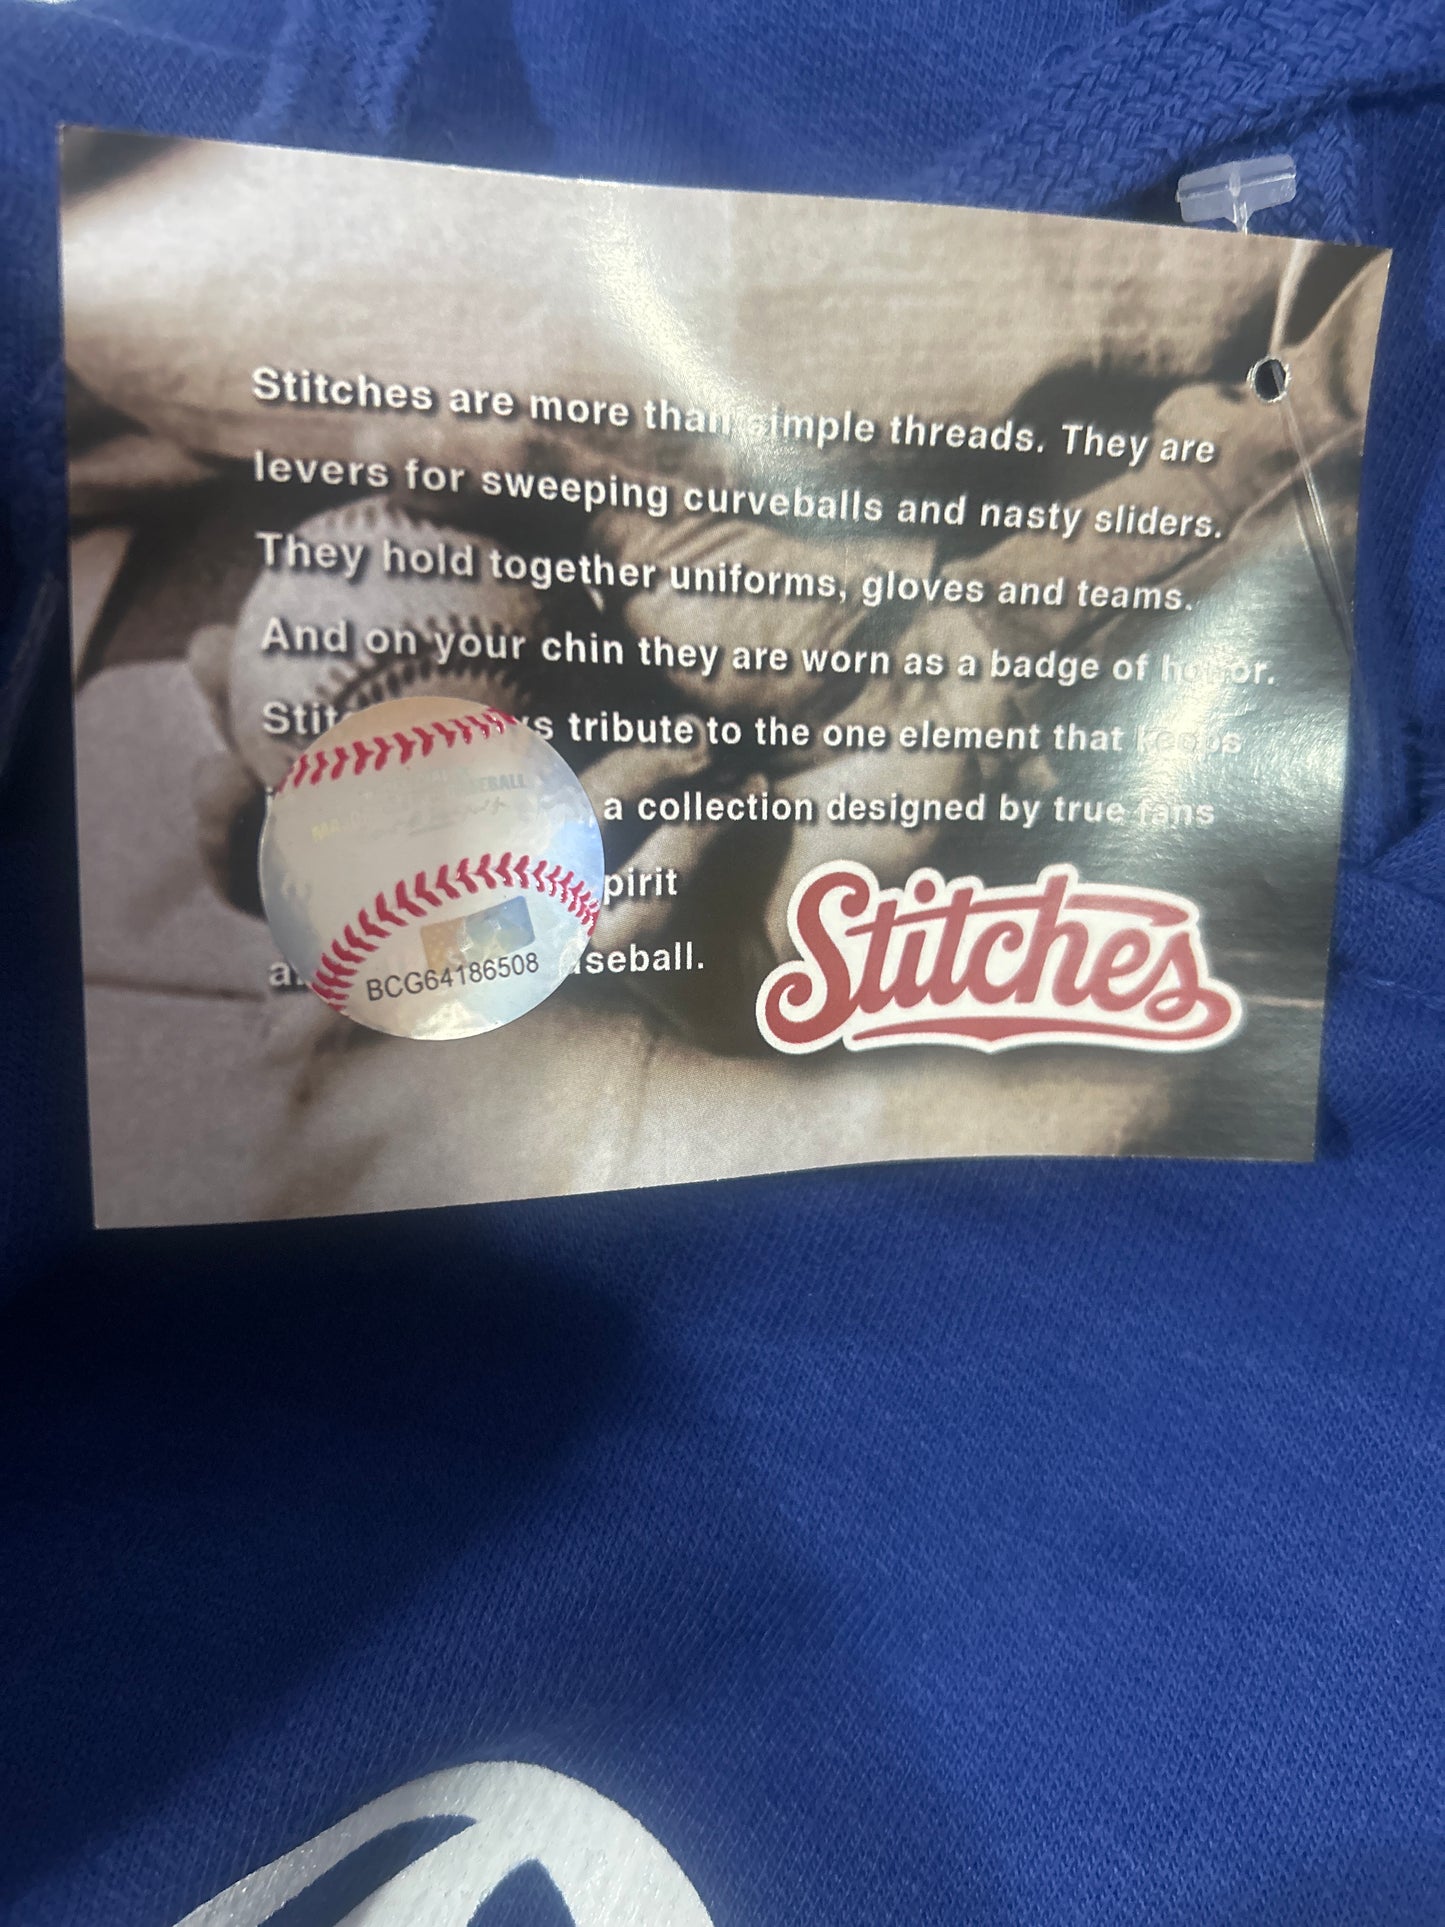 Stitches are more than simple threads. They are
levers for sweeping curveballs and nasty sliders.
They hold together uniforms, gloves and teams.
And on your chin they are worn as a badge of honor.
tribute to the one element that keeps
a collection designed by true fans
BASEBALL
BCG64186508
Stitches